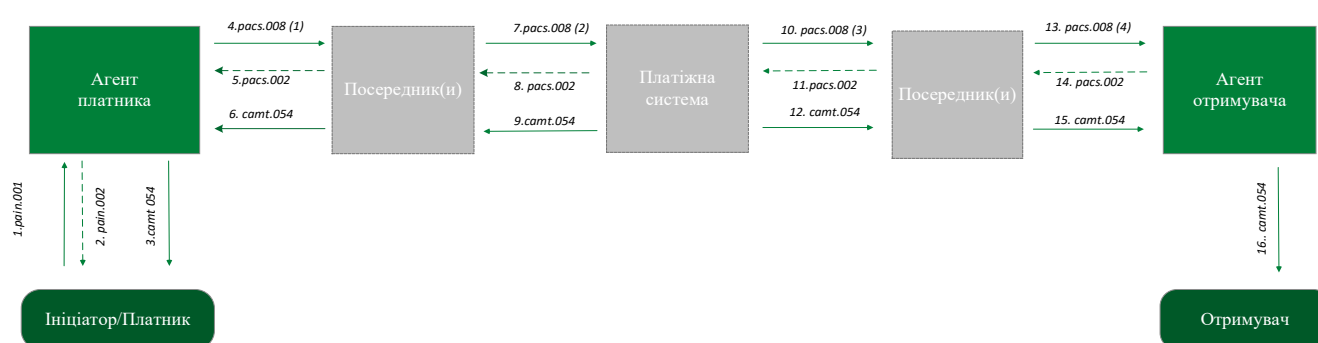 4.pacs.008 (1)
7.pacs.008 (2)
10. pacs.008 (3)
13. pacs.008 (4)
Агент
платника
5.pacs.002
Посередник(и)
8. pacs.002
Платіжна
система
11.pacs.002
Посередник(и)
14. pacs.002
Агент
отримувача
6. camt.054
9.camt.054
12. camt.054
15. camt.054
1.pain.001
2. pain.002
3.camt 054
16.. camt.054
Ініціатор/Платник
Отримувач